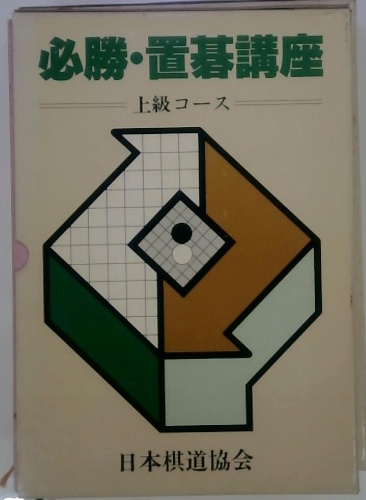 必勝・置碁講座
上級コース
日本棋道協会